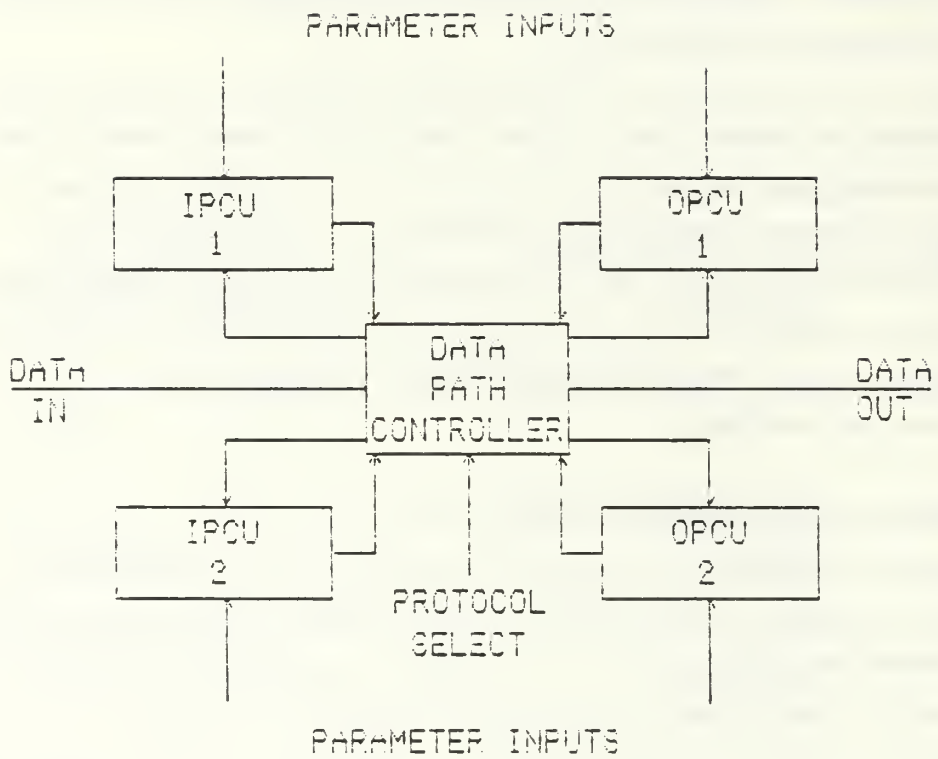 PARAMETER INPUTS
IPCU
1
OPCU
1
DATA
PATH
CONTROLLER
DATA
IN
DATA
OUT
IPCU
2
OPCU
2
PROTOCOL
SELECT
PARAMETER INPUTS